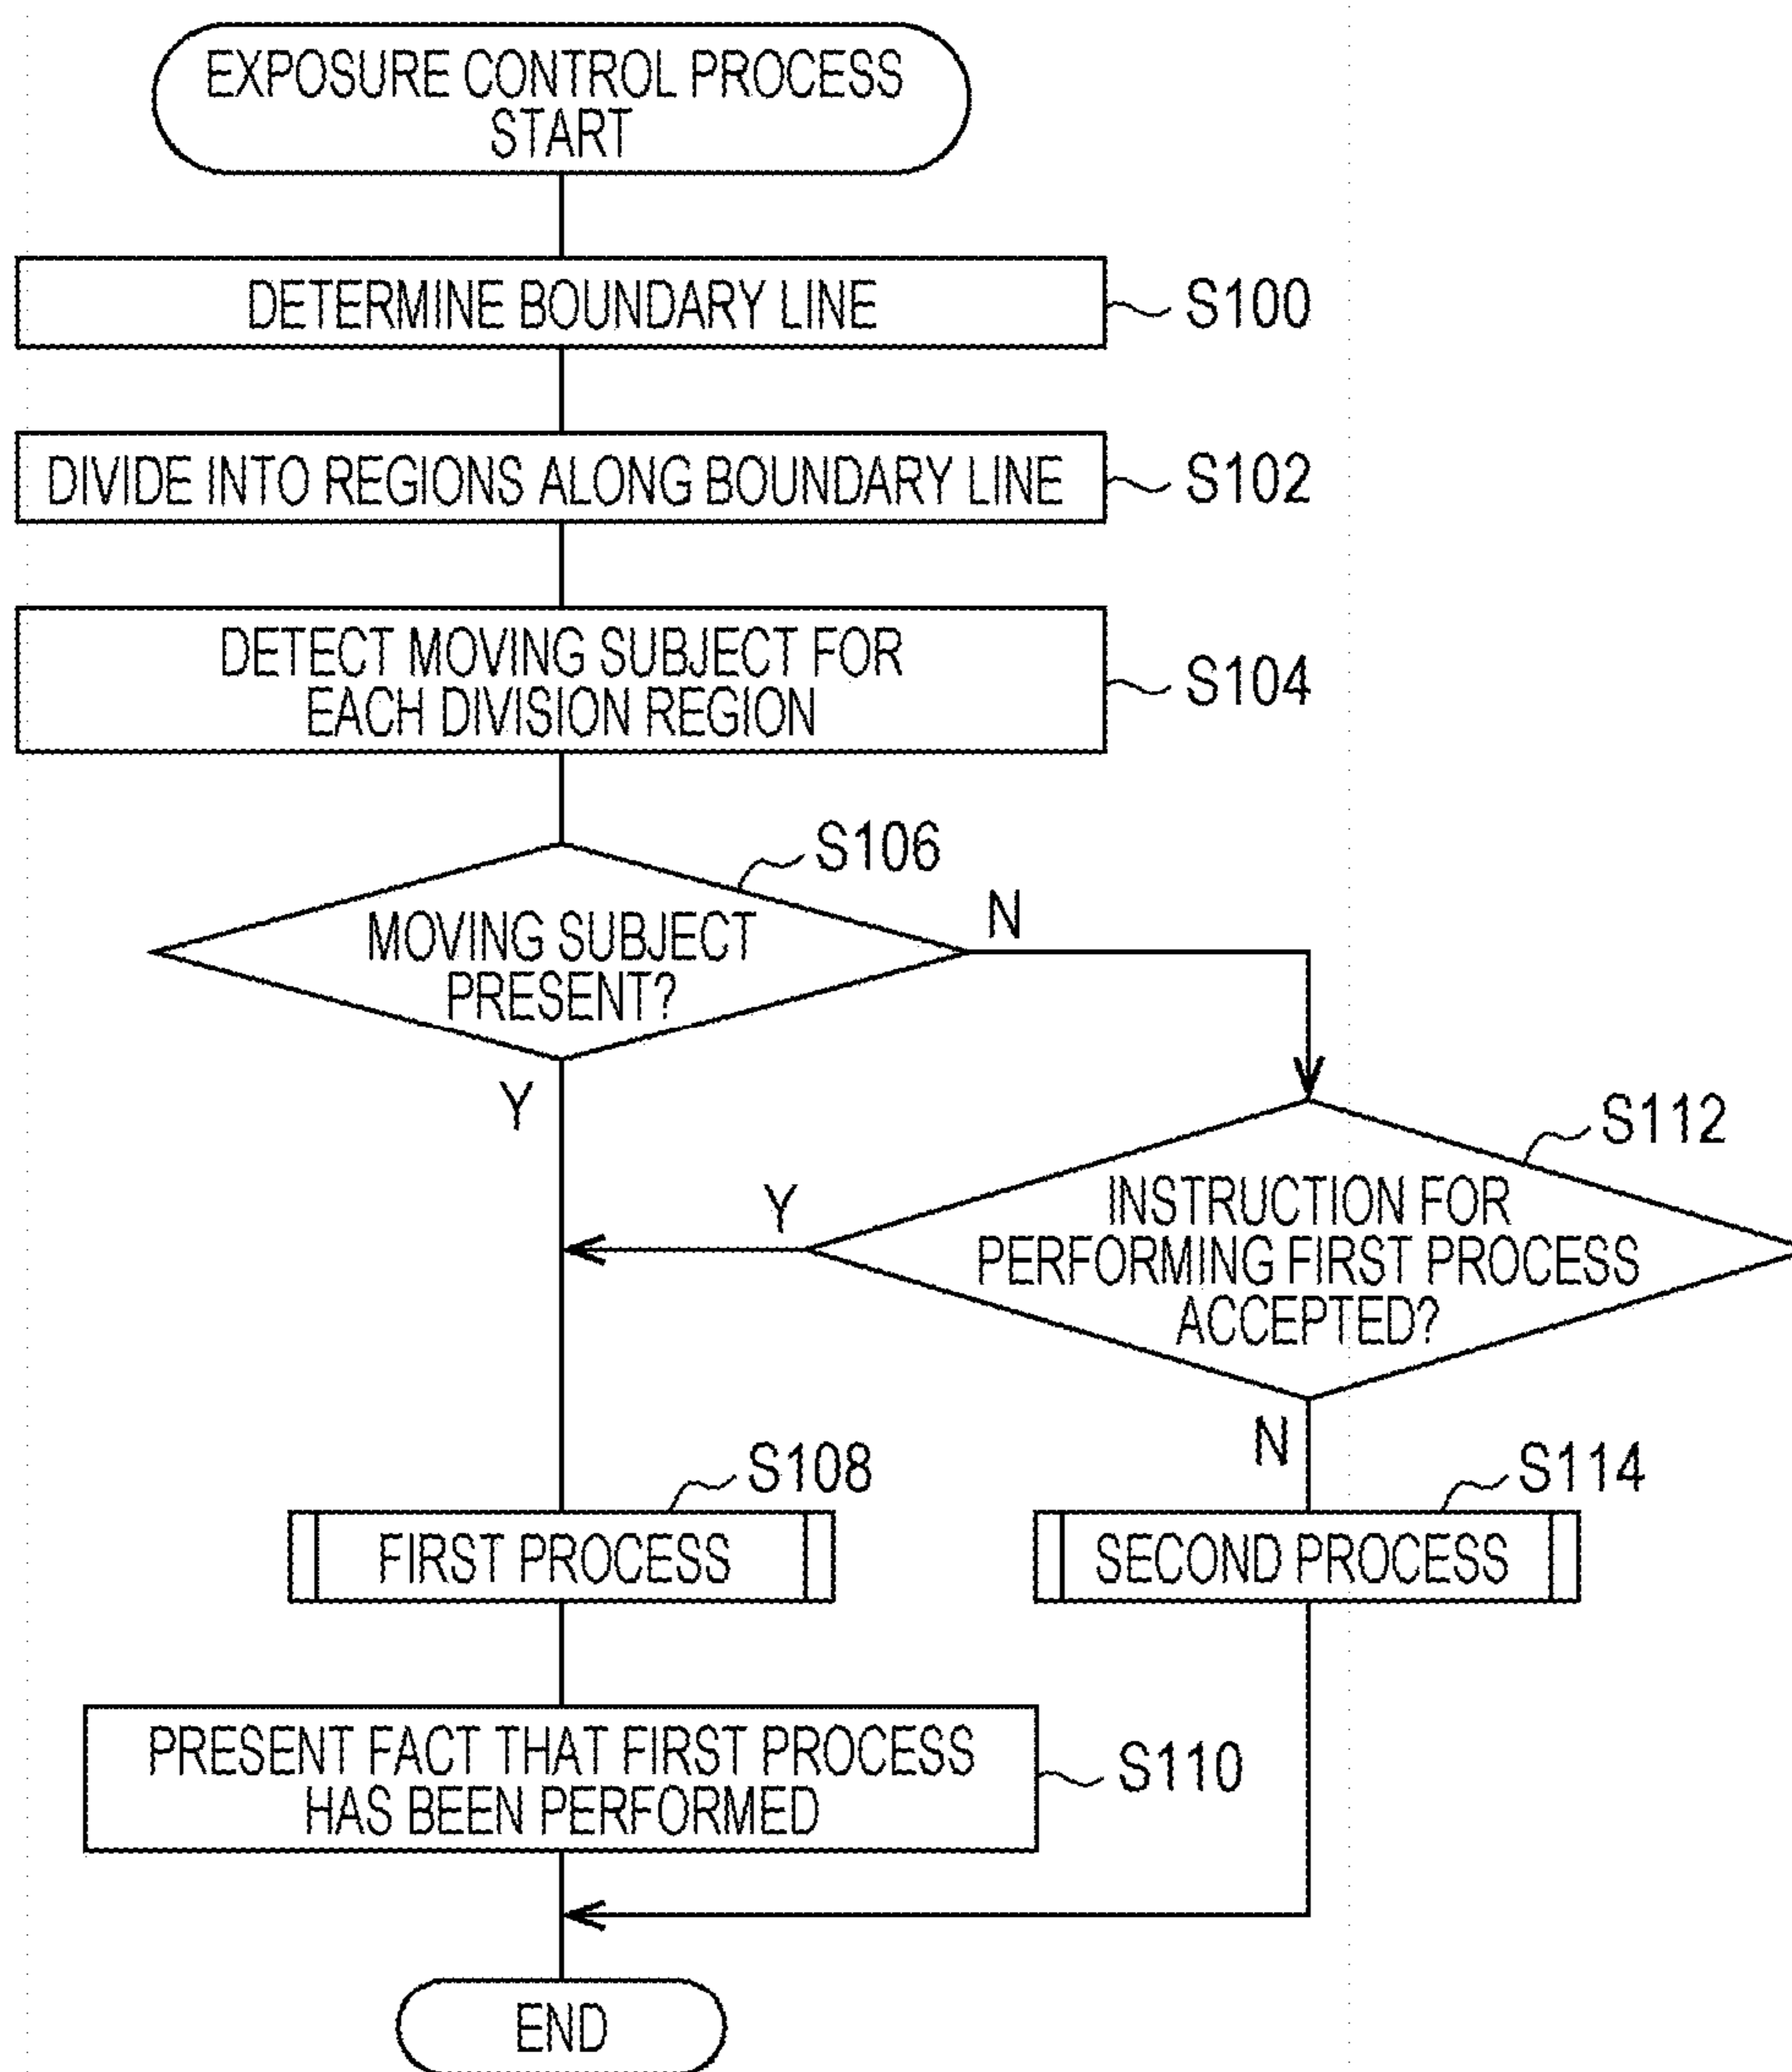 EXPOSURE CONTROL PROCESS
START
DETERMINE BOUNDARY LINE
S100
DIVIDE INTO REGIONS ALONG BOUNDARY LINE
S102
DETECT MOVING SUBJECT FOR
EACH DIVISION REGION
S104
S106
MOVING SUBJECT
PRESENT?
N
Y
S112
INSTRUCTION FOR
PERFORMING FIRST PROCESS
ACCEPTED?
Y
N
S108
FIRST PROCESS
S114
SECOND PROCESS
PRESENT FACT THAT FIRST PROCESS
HAS BEEN PERFORMED
S110
END